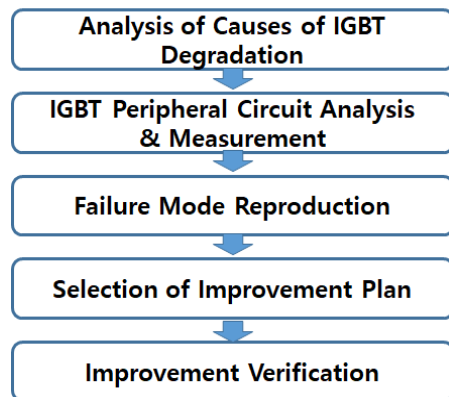 Analysis of Causes of IGBT
Degradation
IGBT Peripheral Circuit Analysis
& Measurement
Failure Mode Reproduction
Selection of Improvement Plan
Improvement Verification